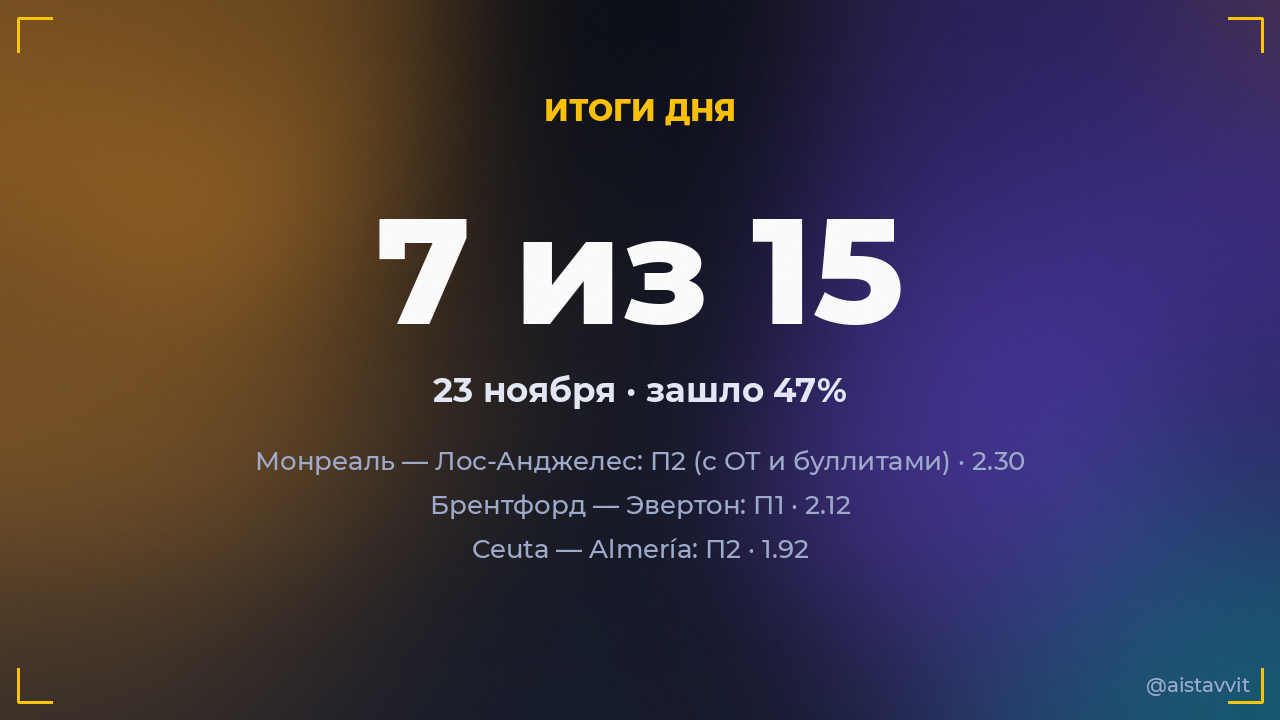 ИТОГИ ДНЯ
7 из 15
23 ноября · зашло 47%
Монреаль — Лос-Анджелес: П2 (с ОТ и буллитами) · 2.30
Брентфорд — Эвертон: П1 · 2.12
Ceuta — Almería: П2 · 1.92
@aistavvit